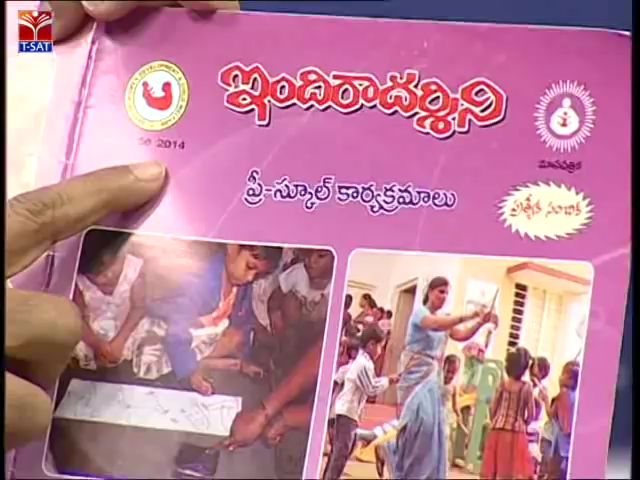 T-SAT
ఇందిరాదర్శిని
2014
మాసపత్రిక
ప్రీ-స్కూల్ కార్యక్రమాలు
ప్రత్యేక సంచిక